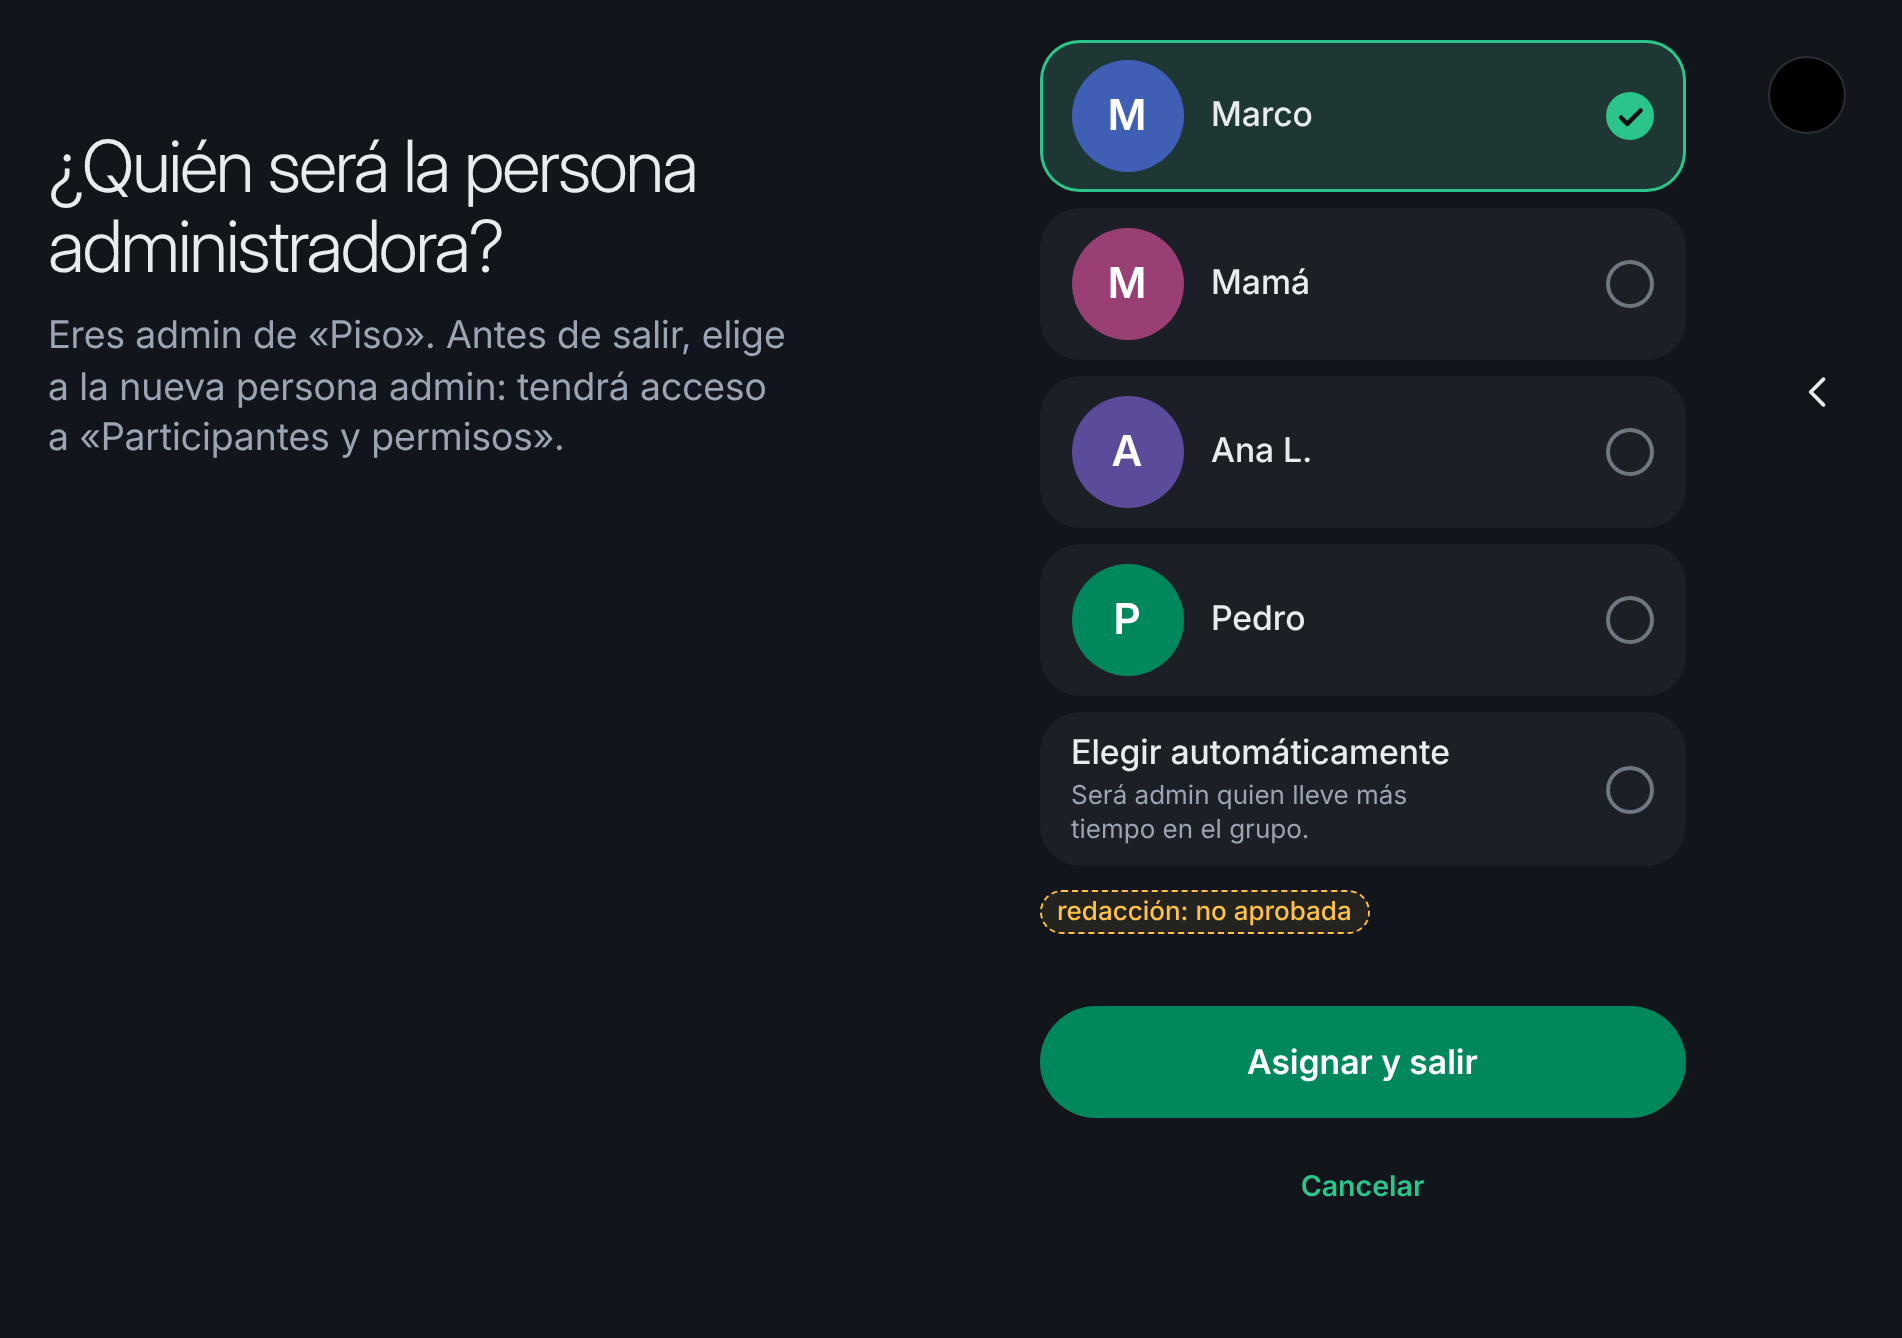 ¿Quién será la persona
administradora?
Eres admin de «Piso». Antes de salir, elige
a la nueva persona admin: tendrá acceso
a «Participantes y permisos».
M Marco
M Mamá
A Ana L.
P Pedro
Elegir automáticamente
Será admin quien lleve más
tiempo en el grupo.
redacción: no aprobada
Asignar y salir
Cancelar